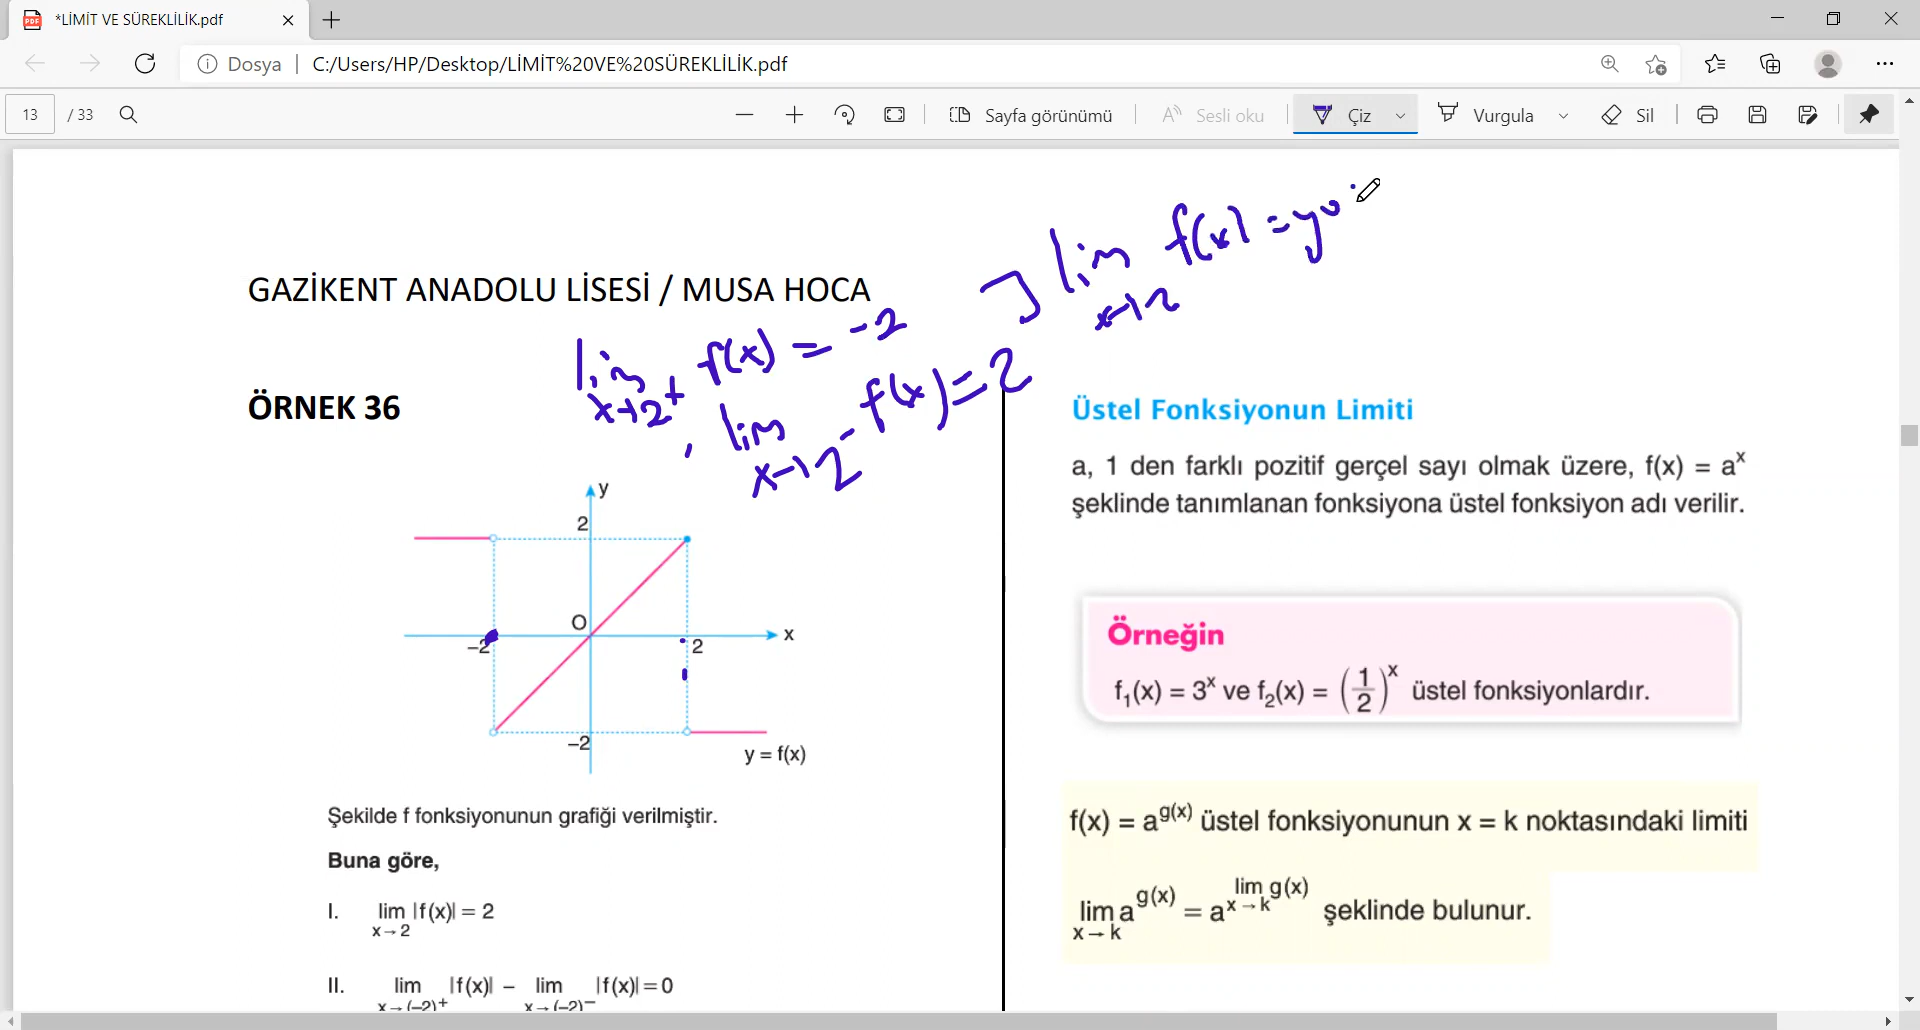 *LİMİT VE SÜREKLİLİK.pdf
Dosya | C:/Users/HP/Desktop/LİMİT%20VE%20SÜREKLİLİK.pdf
13 / 33 Sayfa görünümü Sesli oku Çiz Vurgula Sil
GAZİKENT ANADOLU LİSESİ / MUSA HOCA
lim f(x) = -2
x→2⁺
, lim f(x) = 2
x→2⁻
] lim f(x) = yo
x→2
ÖRNEK 36
y
2
O
x
-2
2
-2
y = f(x)
Şekilde f fonksiyonunun grafiği verilmiştir.
Buna göre,
I. lim |f(x)| = 2
x→2
II. lim |f(x)| – lim |f(x)| = 0
x→(–2)⁺ x→(–2)⁻
Üstel Fonksiyonun Limiti
a, 1 den farklı pozitif gerçel sayı olmak üzere, f(x) = aˣ
şeklinde tanımlanan fonksiyona üstel fonksiyon adı verilir.
Örneğin
f₁(x) = 3ˣ ve f₂(x) = (1/2)ˣ üstel fonksiyonlardır.
f(x) = a^g(x) üstel fonksiyonunun x = k noktasındaki limiti
lim a^g(x) = a^lim g(x) şeklinde bulunur.
x→k x→k